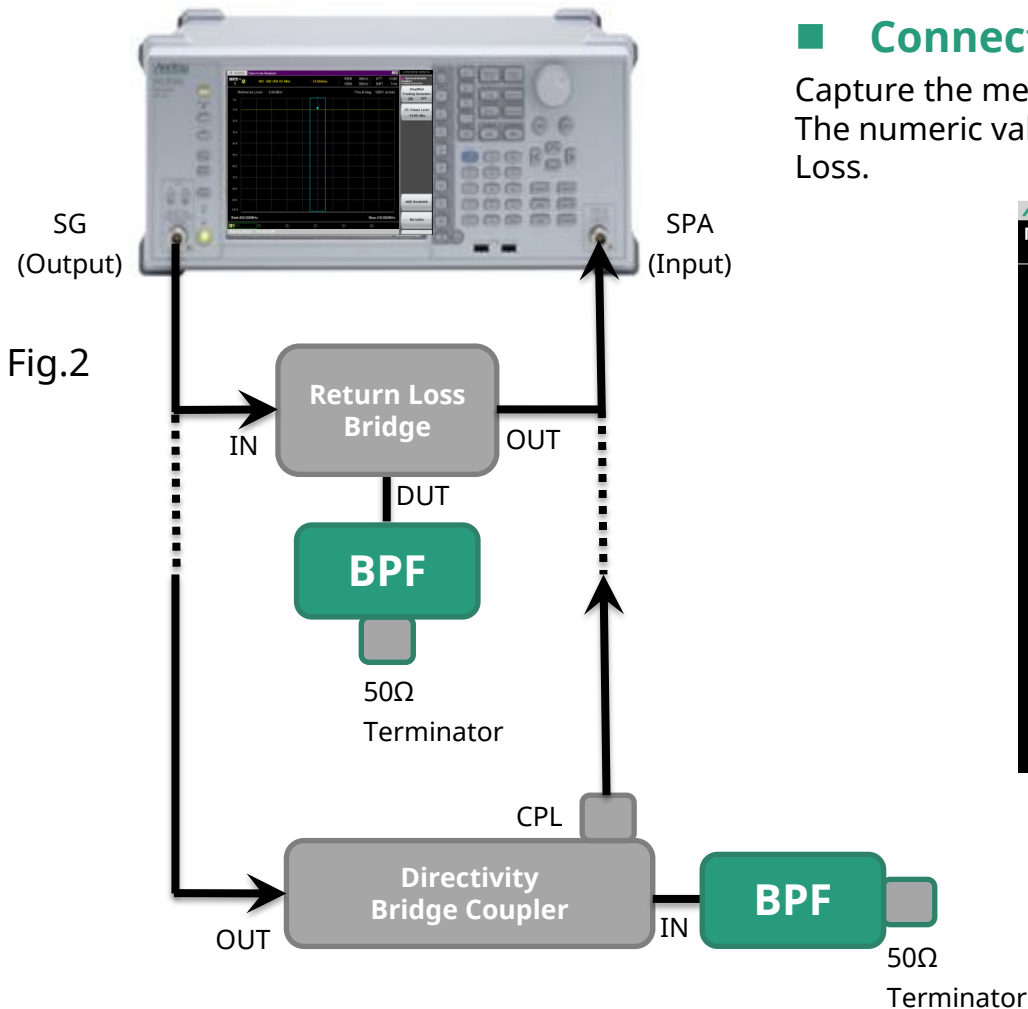 ■ Connect
Capture the me
The numeric val
Loss.
SG
(Output)
SPA
(Input)
Fig.2
Return Loss
Bridge
IN
OUT
DUT
BPF
50Ω
Terminator
CPL
Directivity
Bridge Coupler
OUT
IN
BPF
50Ω
Terminator